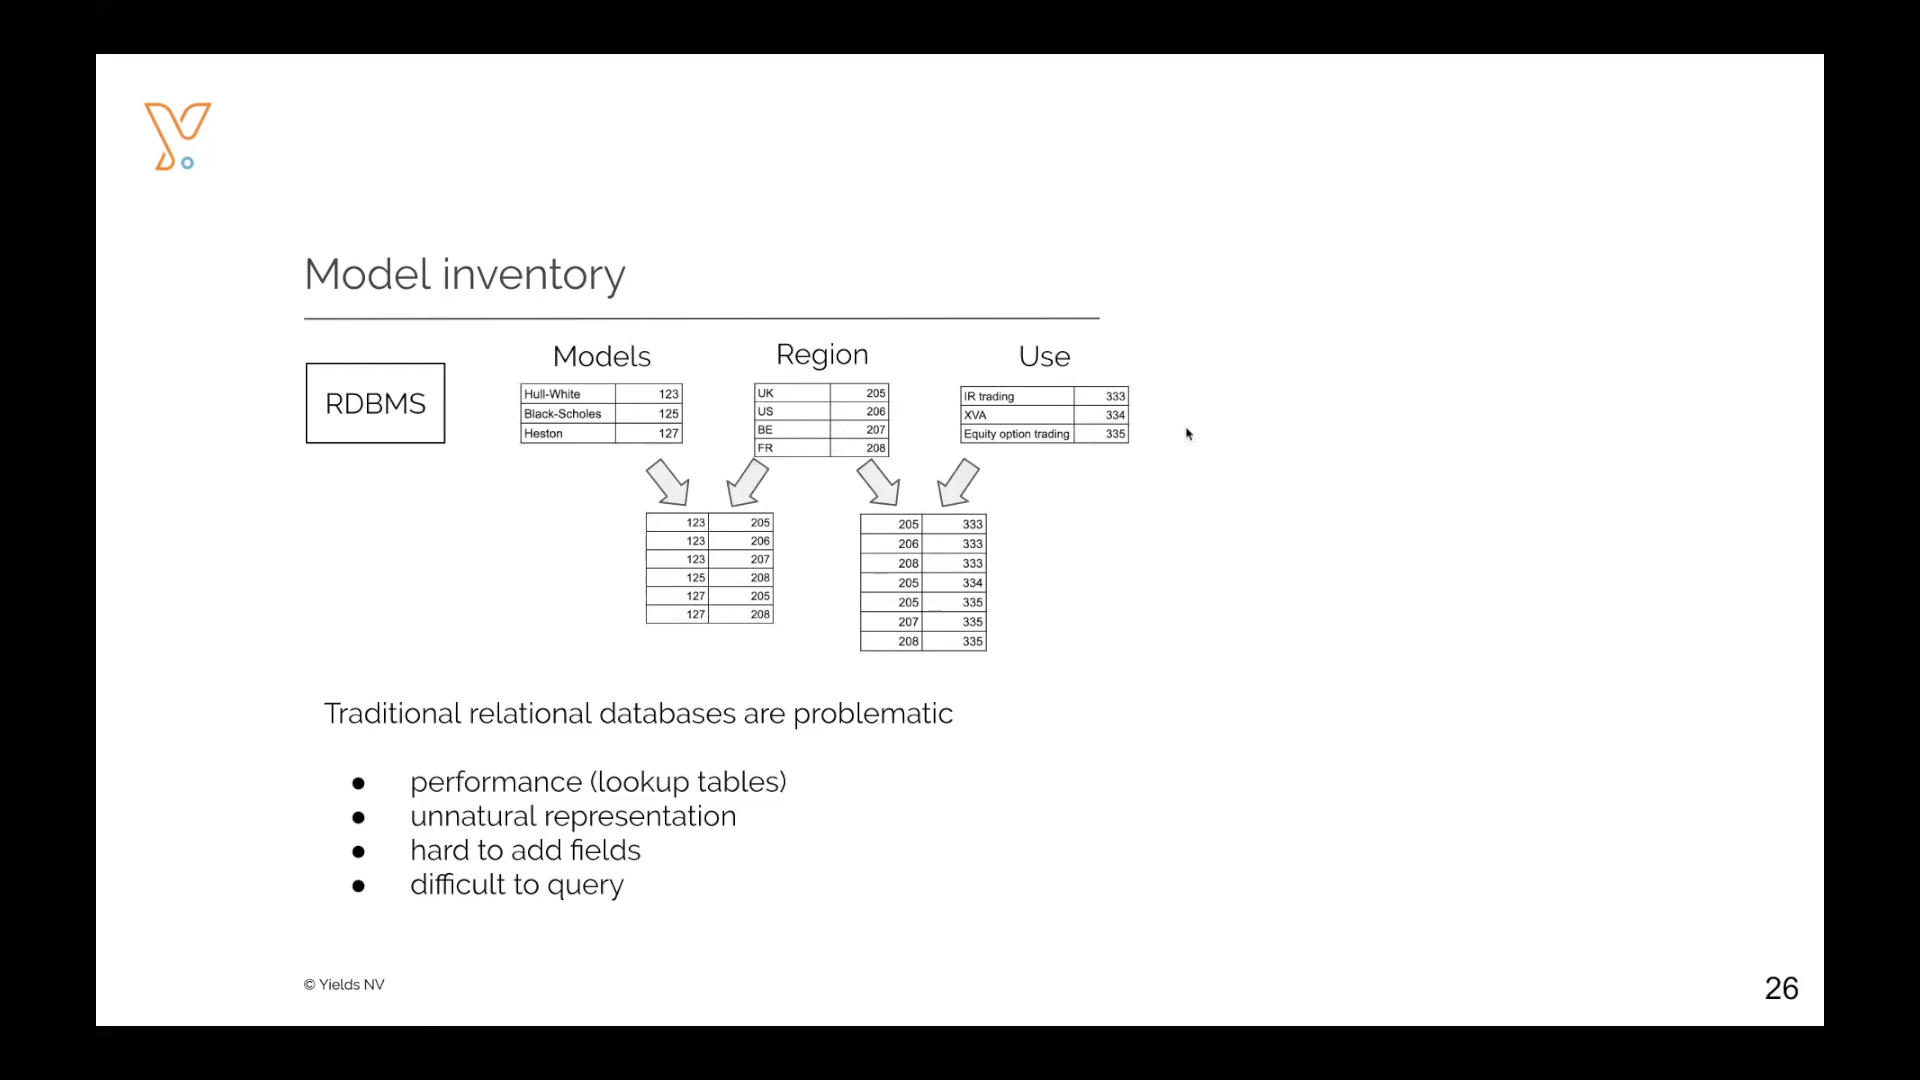 Model inventory
RDBMS
Models
Hull-White 123
Black-Scholes 125
Heston 127
Region
UK 205
US 206
BE 207
FR 208
Use
IR trading 333
XVA 334
Equity option trading 335
123 205
123 206
123 207
125 208
127 205
127 208
205 333
206 333
208 333
205 334
205 335
207 335
208 335
Traditional relational databases are problematic
● performance (lookup tables)
● unnatural representation
● hard to add fields
● difficult to query
© Yields NV
26